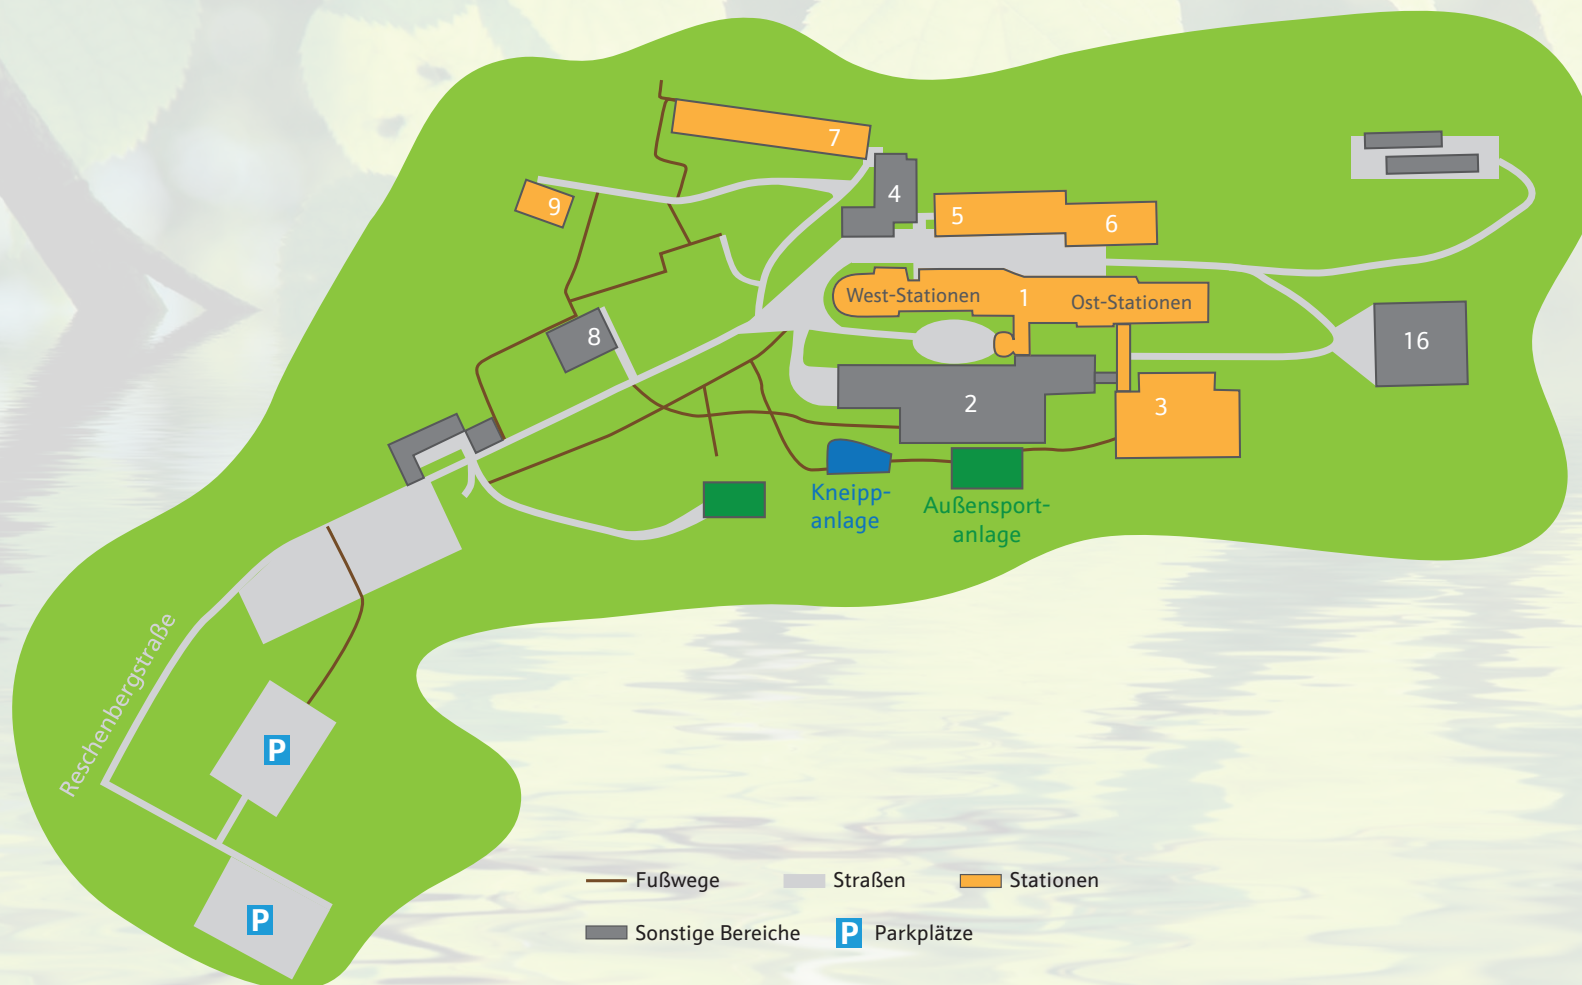 7
4
9
5
6
West-Stationen
1
Ost-Stationen
8
16
2
3
Kneipp-
anlage
Außensport-
anlage
Reschenbergstraße
P
P
Fußwege
Straßen
Stationen
Sonstige Bereiche
P Parkplätze